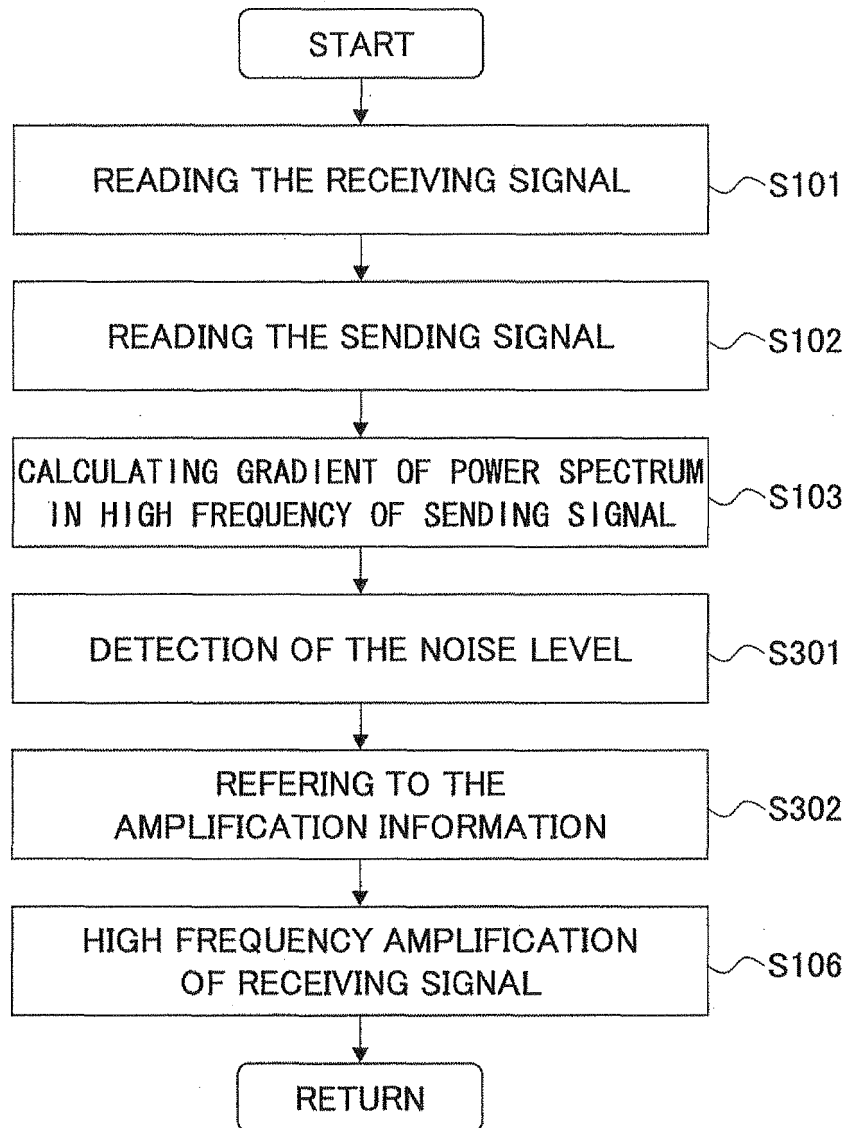 START
READING THE RECEIVING SIGNAL
S101
READING THE SENDING SIGNAL
S102
CALCULATING GRADIENT OF POWER SPECTRUM
IN HIGH FREQUENCY OF SENDING SIGNAL
S103
DETECTION OF THE NOISE LEVEL
S301
REFERING TO THE
AMPLIFICATION INFORMATION
S302
HIGH FREQUENCY AMPLIFICATION
OF RECEIVING SIGNAL
S106
RETURN